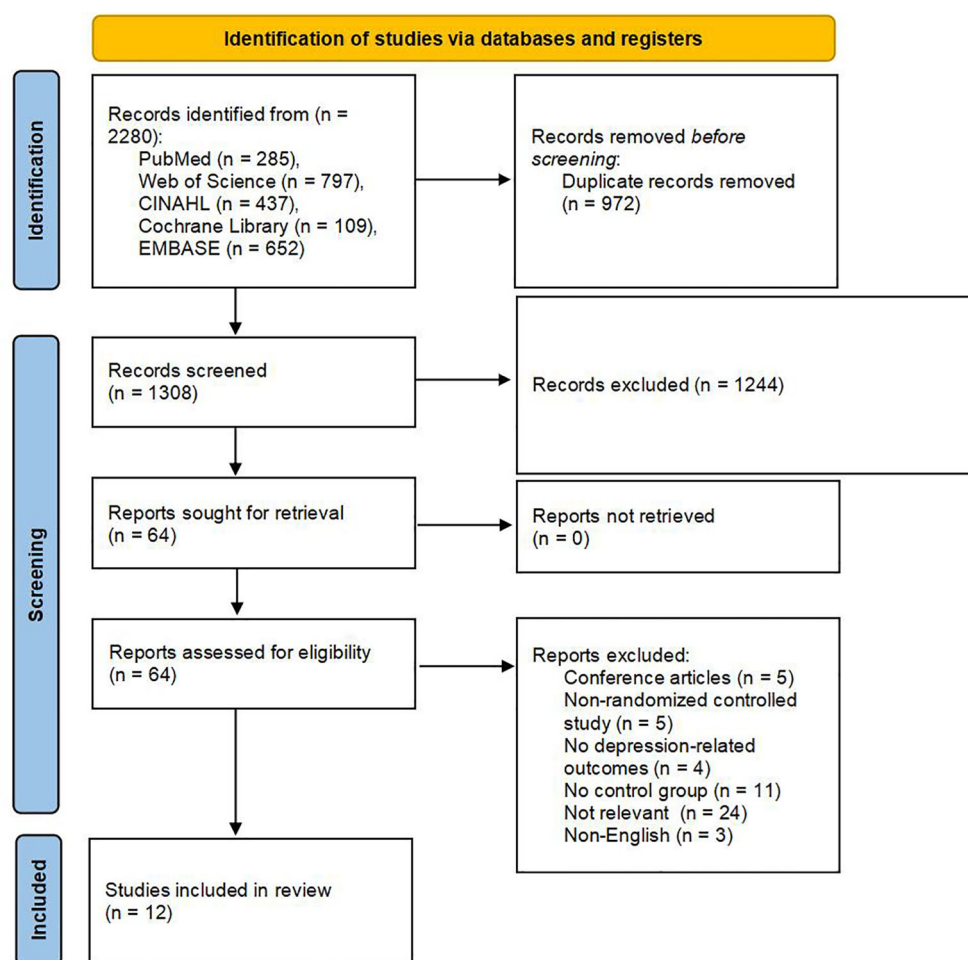 Identification of studies via databases and registers
Identification
Records identified from (n =
2280):
PubMed (n = 285),
Web of Science (n = 797),
CINAHL (n = 437),
Cochrane Library (n = 109),
EMBASE (n = 652)
Records removed before
screening:
Duplicate records removed
(n = 972)
Screening
Records screened
(n = 1308)
Records excluded (n = 1244)
Reports sought for retrieval
(n = 64)
Reports not retrieved
(n = 0)
Reports assessed for eligibility
(n = 64)
Reports excluded:
Conference articles (n = 5)
Non-randomized controlled
study (n = 5)
No depression-related
outcomes (n = 4)
No control group (n = 11)
Not relevant (n = 24)
Non-English (n = 3)
Included
Studies included in review
(n = 12)